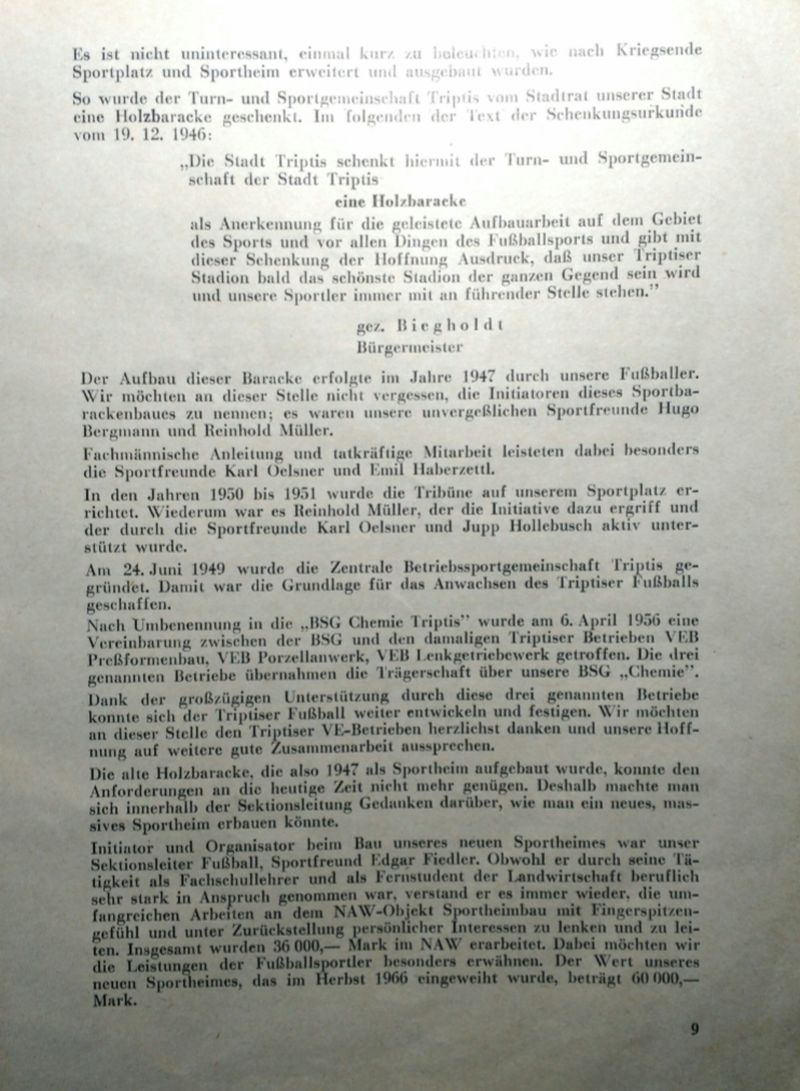 Es ist nicht uninteressant, einmal kurz zu beleuchten, wie nach Kriegsende
Sportplatz und Sportheim erweitert und ausgebaut wurden.
So wurde der Turn- und Sportgemeinschaft Triptis vom Stadtrat unserer Stadt
eine Holzbaracke geschenkt. Im folgenden der Text der Schenkungsurkunde
vom 19. 12. 1946:
„Die Stadt Triptis schenkt hiermit der Turn- und Sportgemein-
schaft der Stadt Triptis
eine Holzbaracke
als Anerkennung für die geleistete Aufbauarbeit auf dem Gebiet
des Sports und vor allen Dingen des Fußballsports und gibt mit
dieser Schenkung der Hoffnung Ausdruck, daß unser Triptiser
Stadion bald das schönste Stadion der ganzen Gegend sein wird
und unsere Sportler immer mit an führender Stelle stehen.”
gez. Biegholdt
Bürgermeister
Der Aufbau dieser Baracke erfolgte im Jahre 1947 durch unsere Fußballer.
Wir möchten an dieser Stelle nicht vergessen, die Initiatoren dieses Sportba-
rackenbaues zu nennen; es waren unsere unvergeßlichen Sportfreunde Hugo
Bergmann und Reinhold Müller.
Fachmännische Anleitung und tatkräftige Mitarbeit leisteten dabei besonders
die Sportfreunde Karl Oelsner und Emil Haberzettl.
In den Jahren 1950 bis 1951 wurde die Tribüne auf unserem Sportplatz er-
richtet. Wiederum war es Reinhold Müller, der die Initiative dazu ergriff und
der durch die Sportfreunde Karl Oelsner und Jupp Hollebusch aktiv unter-
stützt wurde.
Am 24. Juni 1949 wurde die Zentrale Betriebssportgemeinschaft Triptis ge-
gründet. Damit war die Grundlage für das Anwachsen des Triptiser Fußballs
geschaffen.
Nach Umbenennung in die „BSG Chemie Triptis” wurde am 6. April 1956 eine
Vereinbarung zwischen der BSG und den damaligen Triptiser Betrieben VEB
Preßformenbau, VEB Porzellanwerk, VEB Lenkgetriebewerk getroffen. Die drei
genannten Betriebe übernahmen die Trägerschaft über unsere BSG „Chemie”.
Dank der großzügigen Unterstützung durch diese drei genannten Betriebe
konnte sich der Triptiser Fußball weiter entwickeln und festigen. Wir möchten
an dieser Stelle den Triptiser VE-Betrieben herzlichst danken und unsere Hoff-
nung auf weitere gute Zusammenarbeit aussprechen.
Die alte Holzbaracke, die also 1947 als Sportheim aufgebaut wurde, konnte den
Anforderungen an die heutige Zeit nicht mehr genügen. Deshalb machte man
sich innerhalb der Sektionsleitung Gedanken darüber, wie man ein neues, mas-
sives Sportheim erbauen könnte.
Initiator und Organisator beim Bau unseres neuen Sportheimes war unser
Sektionsleiter Fußball, Sportfreund Edgar Fiedler. Obwohl er durch seine Tä-
tigkeit als Fachschullehrer und als Fernstudent der Landwirtschaft beruflich
sehr stark in Anspruch genommen war, verstand er es immer wieder, die um-
fangreichen Arbeiten an dem NAW-Objekt Sportheimbau mit Fingerspitzen-
gefühl und unter Zurückstellung persönlicher Interessen zu lenken und zu lei-
ten. Insgesamt wurden 36 000,— Mark im NAW erarbeitet. Dabei möchten wir
die Leistungen der Fußballsportler besonders erwähnen. Der Wert unseres
neuen Sportheimes, das im Herbst 1966 eingeweiht wurde, beträgt 60 000,—
Mark.
9